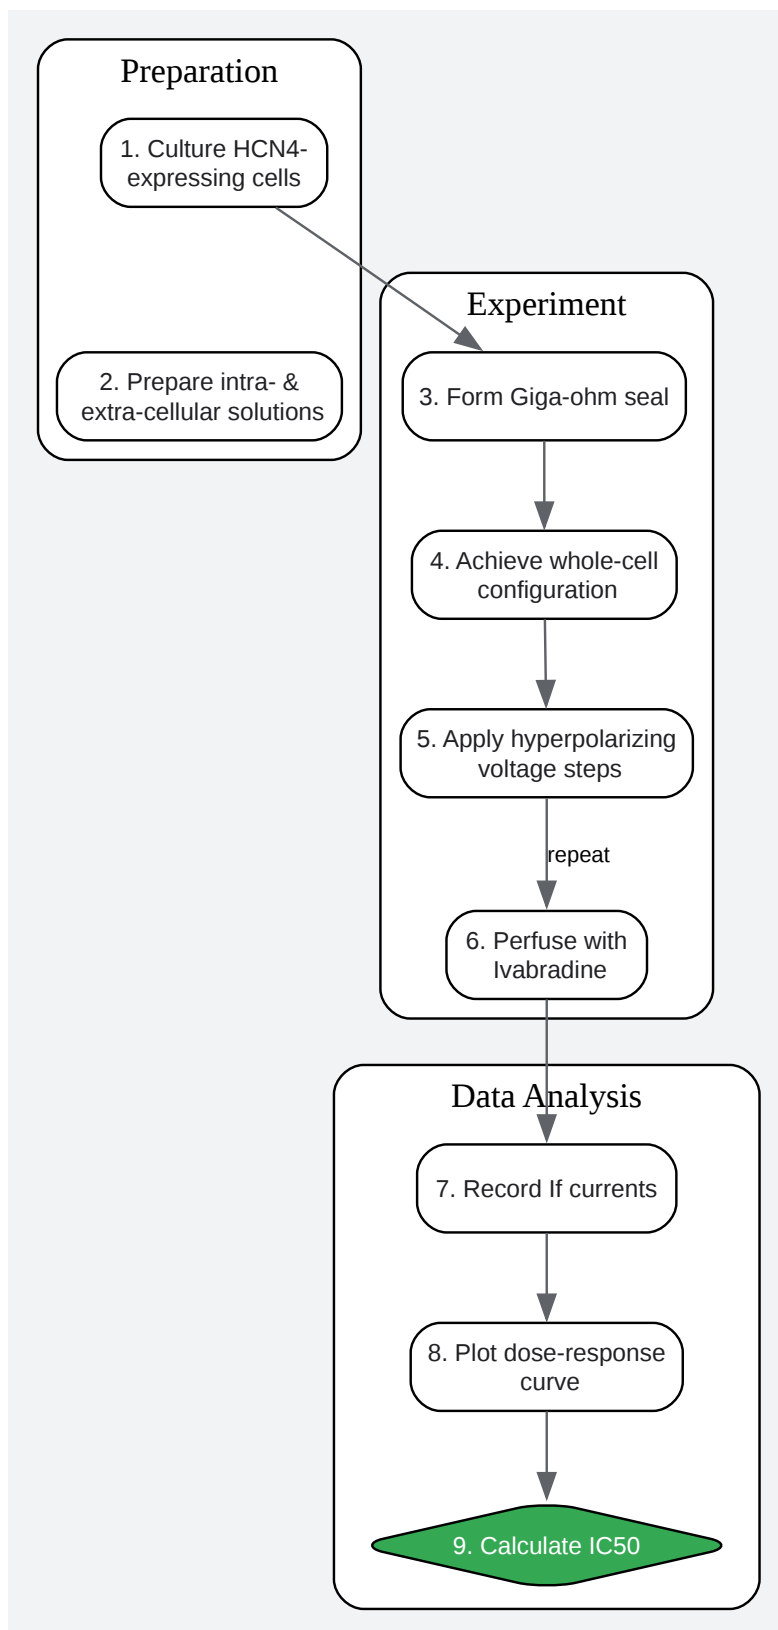 Preparation
1. Culture HCN4-
expressing cells
2. Prepare intra- &
extra-cellular solutions
Experiment
3. Form Giga-ohm seal
4. Achieve whole-cell
configuration
5. Apply hyperpolarizing
voltage steps
repeat
6. Perfuse with
Ivabradine
Data Analysis
7. Record If currents
8. Plot dose-response
curve
9. Calculate IC50